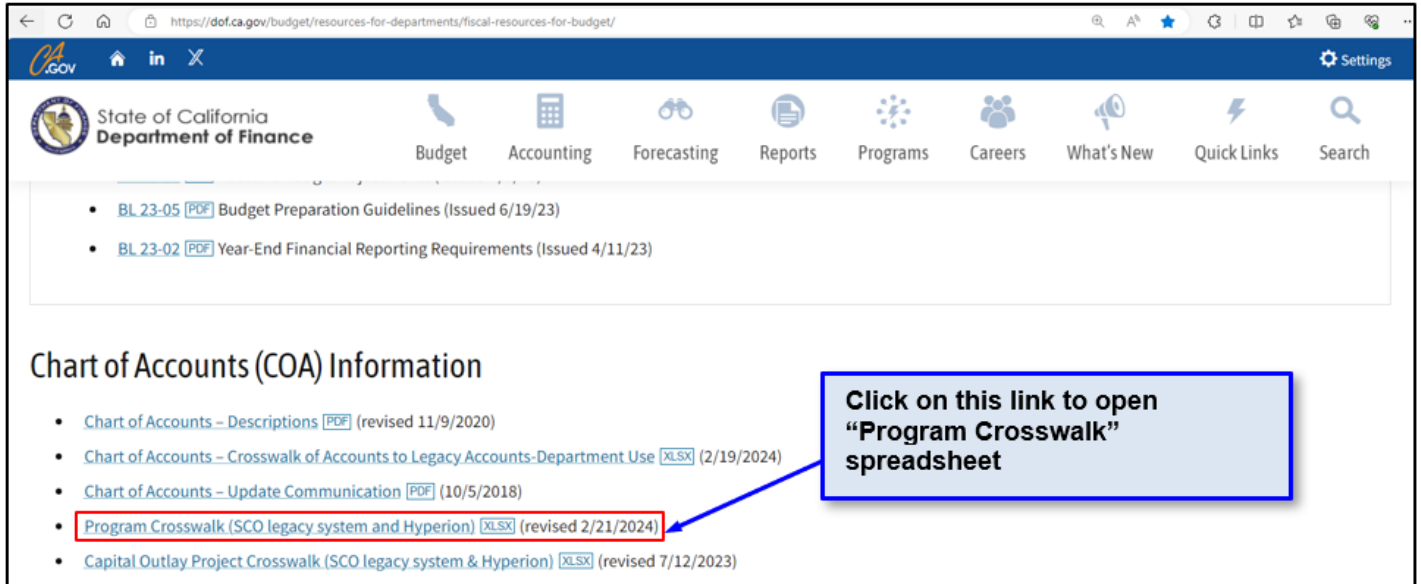 https://dof.ca.gov/budget/resources-for-departments/fiscal-resources-for-budget/
CA.GOV in X Settings
State of California
Department of Finance
Budget Accounting Forecasting Reports Programs Careers What's New Quick Links Search
• BL 23-05 PDF Budget Preparation Guidelines (Issued 6/19/23)
• BL 23-02 PDF Year-End Financial Reporting Requirements (Issued 4/11/23)
Chart of Accounts (COA) Information
Click on this link to open
“Program Crosswalk”
spreadsheet
• Chart of Accounts – Descriptions PDF (revised 11/9/2020)
• Chart of Accounts – Crosswalk of Accounts to Legacy Accounts-Department Use XLSX (2/19/2024)
• Chart of Accounts – Update Communication PDF (10/5/2018)
• Program Crosswalk (SCO legacy system and Hyperion) XLSX (revised 2/21/2024)
• Capital Outlay Project Crosswalk (SCO legacy system & Hyperion) XLSX (revised 7/12/2023)